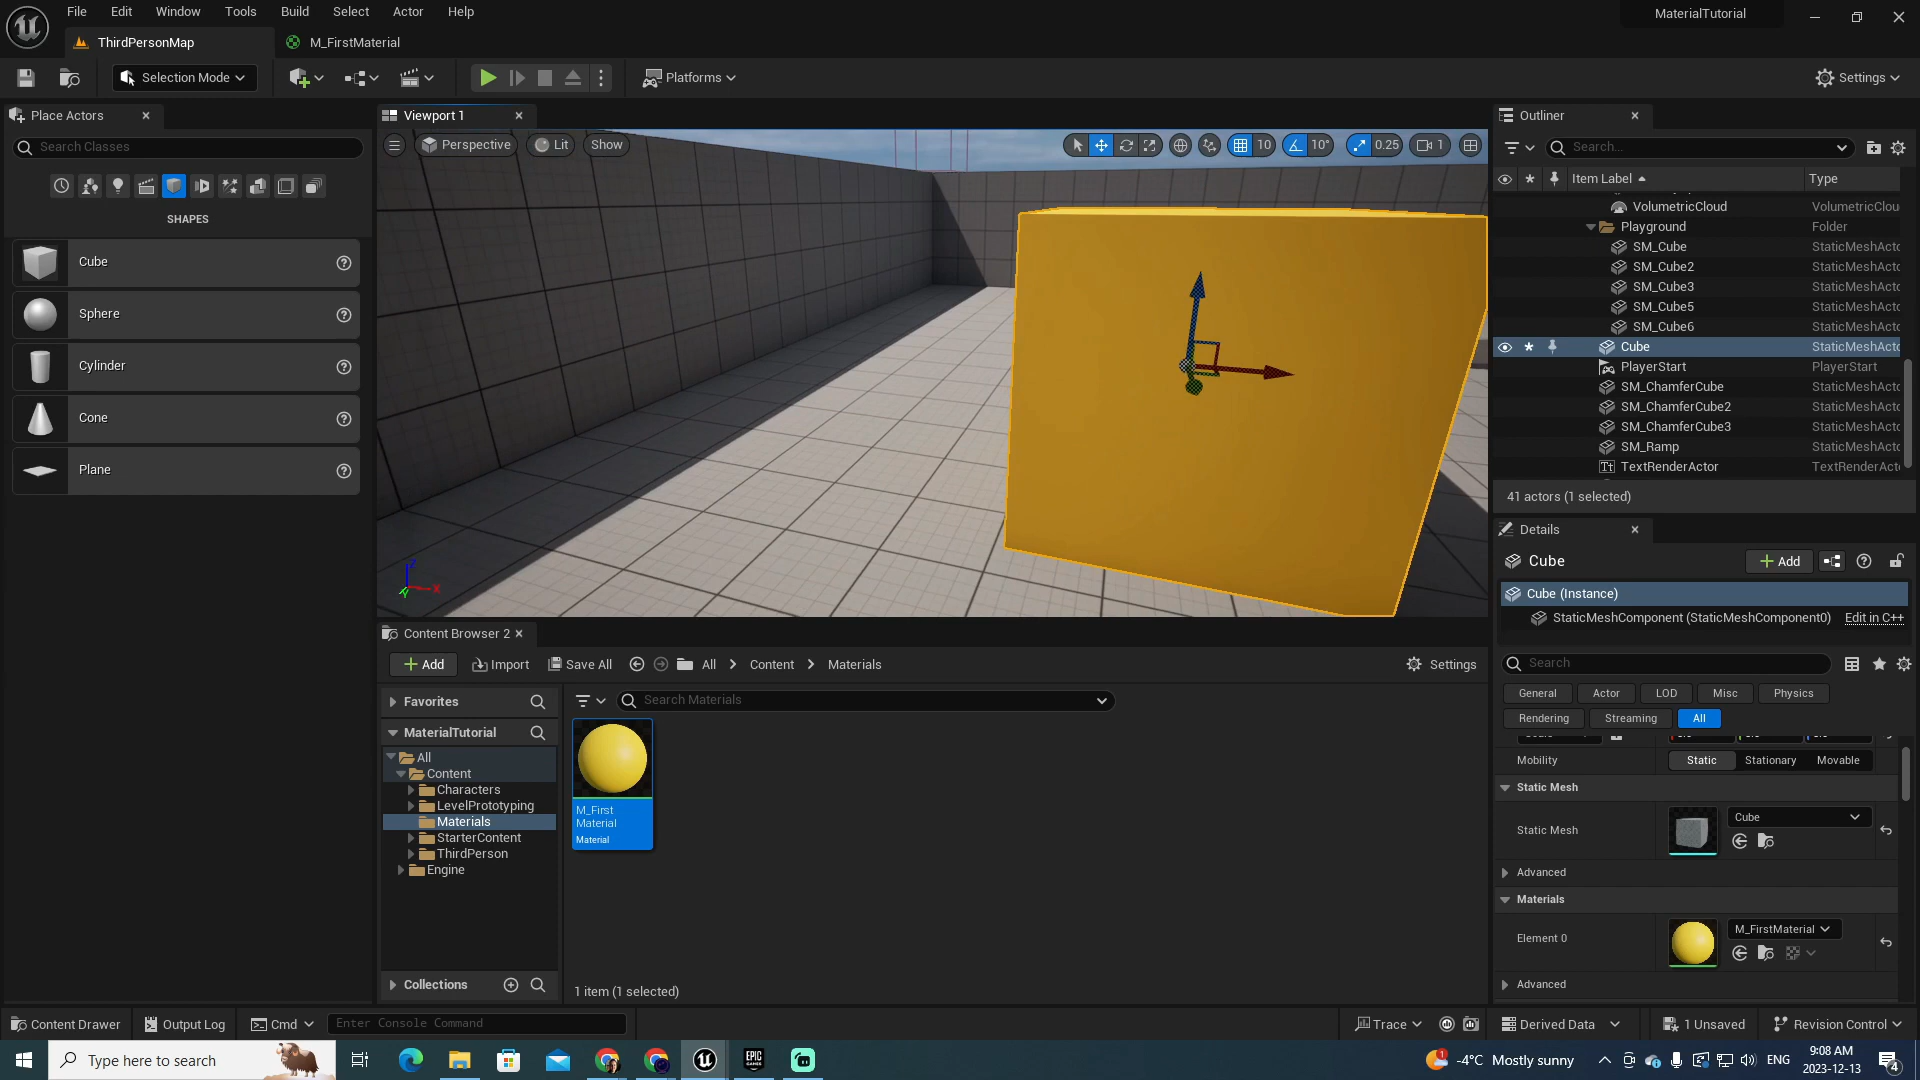 File Edit Window Tools Build Select Actor Help
MaterialTutorial
ThirdPersonMap
M_FirstMaterial
Selection Mode
Platforms
Settings
Place Actors
Search Classes
SHAPES
Cube
Sphere
Cylinder
Cone
Plane
Viewport 1
Perspective
Lit
Show
10
10°
0.25
1
Outliner
Search...
Item Label
Type
VolumetricCloud VolumetricClou
Playground Folder
SM_Cube StaticMeshActo
SM_Cube2 StaticMeshActo
SM_Cube3 StaticMeshActo
SM_Cube5 StaticMeshActo
SM_Cube6 StaticMeshActo
Cube StaticMeshActo
PlayerStart PlayerStart
SM_ChamferCube StaticMeshActo
SM_ChamferCube2 StaticMeshActo
SM_ChamferCube3 StaticMeshActo
SM_Ramp StaticMeshActo
TextRenderActor TextRenderActo
41 actors (1 selected)
Details
Cube
Add
Cube (Instance)
StaticMeshComponent (StaticMeshComponent0) Edit in C++
Search
General Actor LOD Misc Physics
Rendering Streaming All
Mobility Static Stationary Movable
Static Mesh
Static Mesh
Cube
Advanced
Materials
Element 0
M_FirstMaterial
Advanced
Z
X
Y
Content Browser 2
Add
Import
Save All
All
Content
Materials
Settings
Favorites
MaterialTutorial
All
Content
Characters
LevelPrototyping
Materials
StarterContent
ThirdPerson
Engine
Collections
Search Materials
M_First
Material
Material
1 item (1 selected)
Content Drawer
Output Log
Cmd
Enter Console Command
Trace
Derived Data
1 Unsaved
Revision Control
Type here to search
EPIC
GAMES
1
-4°C Mostly sunny
ENG
9:08 AM
2023-12-13
4